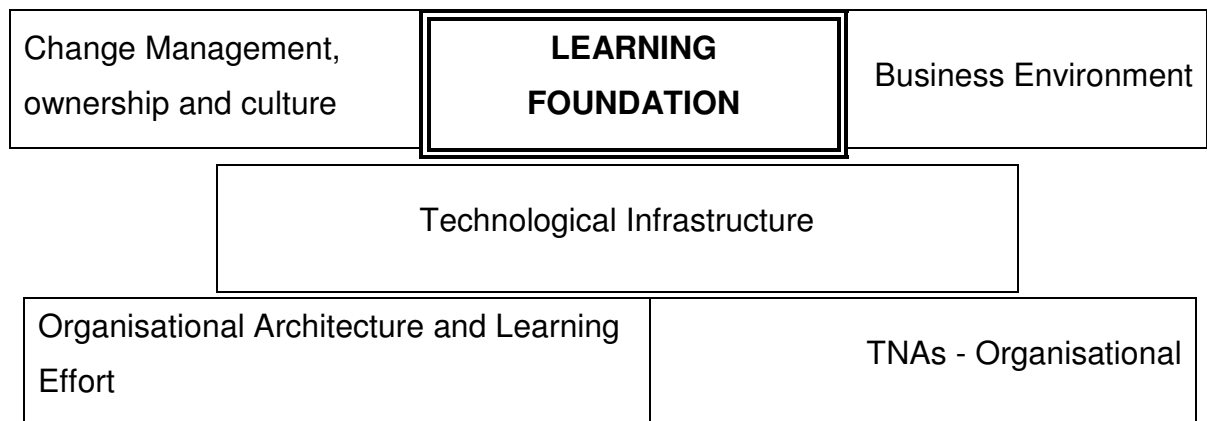 Change Management,
ownership and culture
LEARNING
FOUNDATION
Business Environment
Technological Infrastructure
Organisational Architecture and Learning
Effort
TNAs - Organisational